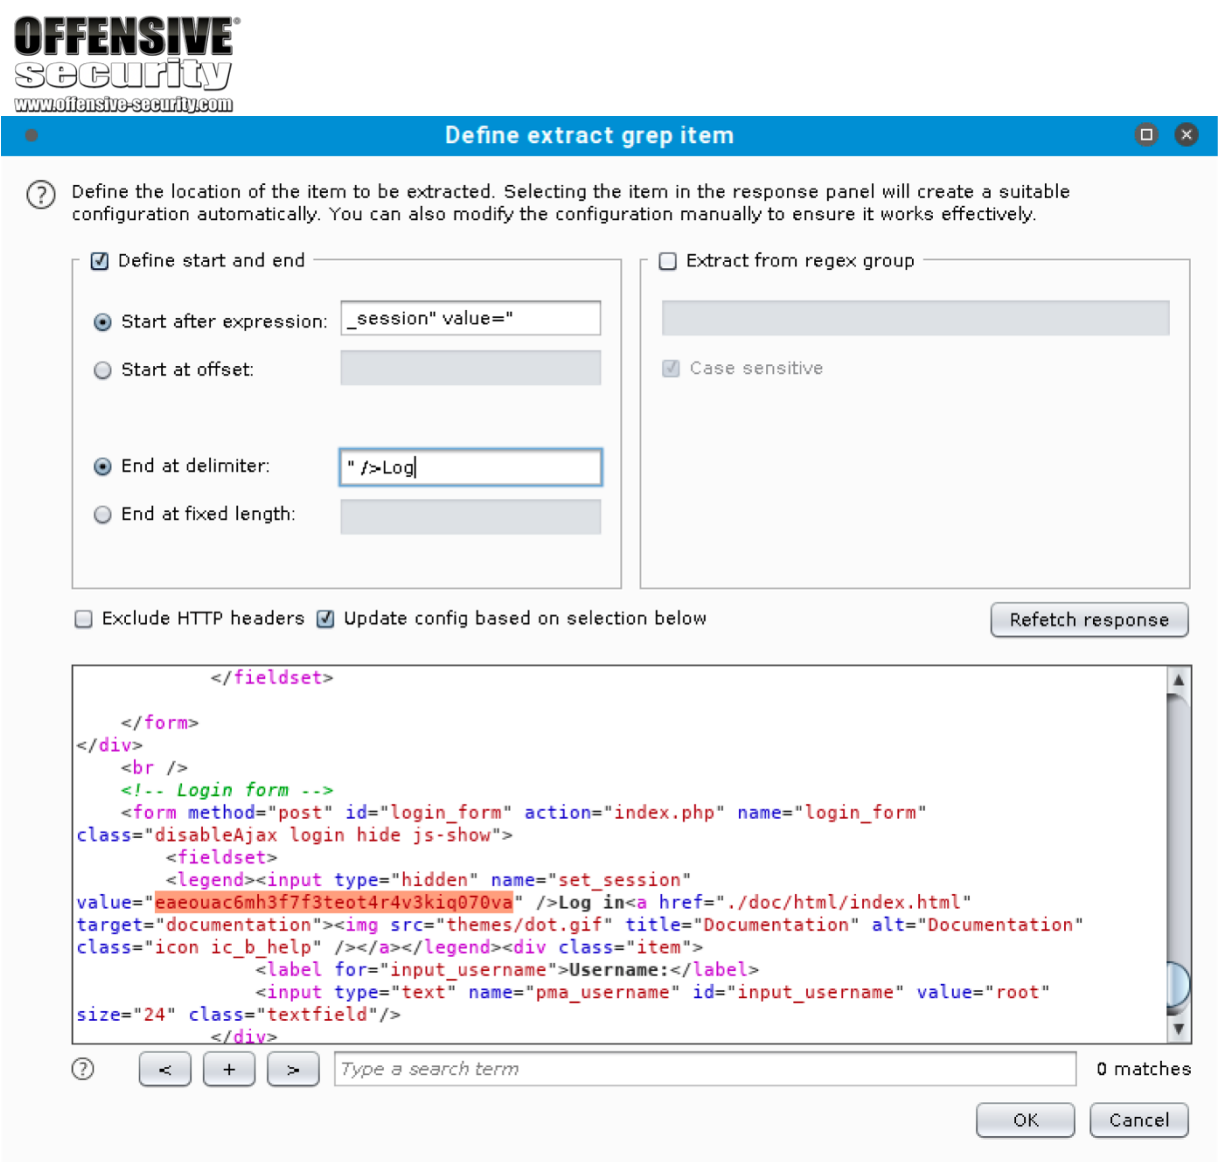 OFFENSIVE®
security
www.offensive-security.com
Define extract grep item
? Define the location of the item to be extracted. Selecting the item in the response panel will create a suitable
configuration automatically. You can also modify the configuration manually to ensure it works effectively.
Define start and end
Start after expression: _session" value="
Start at offset:
End at delimiter: " />Log
End at fixed length:
Extract from regex group
Case sensitive
Exclude HTTP headers Update config based on selection below Refetch response
</fieldset>
</form>
</div>
<br />
<!-- Login form -->
<form method="post" id="login_form" action="index.php" name="login_form"
class="disableAjax login hide js-show">
<fieldset>
<legend><input type="hidden" name="set_session"
value="eaeouac6mh3f7f3teot4r4v3kiq070va" />Log in<a href="./doc/html/index.html"
target="documentation"><img src="themes/dot.gif" title="Documentation" alt="Documentation"
class="icon ic_b_help" /></a></legend><div class="item">
<label for="input_username">Username:</label>
<input type="text" name="pma_username" id="input_username" value="root"
size="24" class="textfield"/>
</div>
? < + > Type a search term 0 matches
OK Cancel